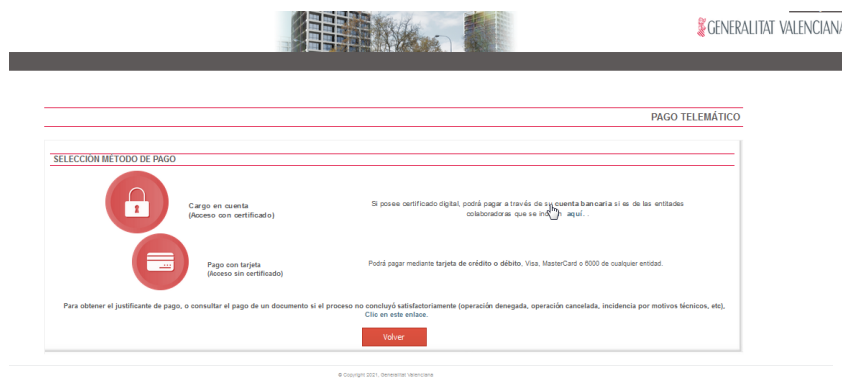 GENERALITAT VALENCIANA
PAGO TELEMÁTICO
SELECCIÓN MÉTODO DE PAGO
Cargo en cuenta
(Acceso con certificado)
Si posee certificado digital, podrá pagar a través de su cuenta bancaria si es de las entidades
colaboradoras que se aquí. .
Pago con tarjeta
(Acceso sin certificado)
Podrá pagar mediante tarjeta de crédito o débito, Visa, MasterCard o 6000 de cualquier entidad.
Para obtener el justificante de pago, o consultar el pago de un documento si el proceso no concluyó satisfactoriamente (operación denegada, operación cancelada, incidencia por motivos técnicos, etc),
Clic en este enlace.
Volver
© Copyright 2021, Generalitat Valenciana